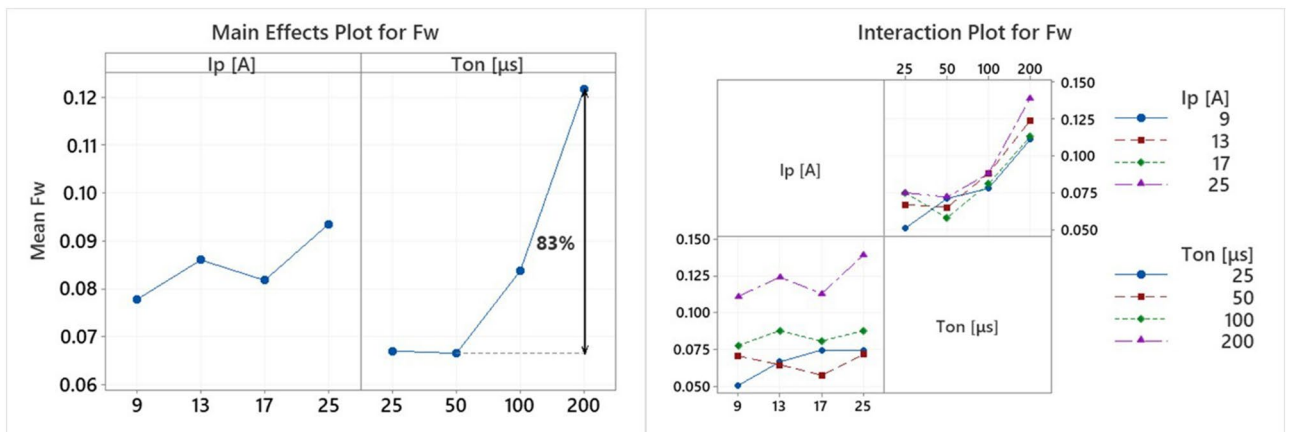 Main Effects Plot for Fw
Ip [A] Ton [µs]
Mean Fw
0.12
0.11
0.10
0.09
0.08
0.07
0.06
83%
9 13 17 25 25 50 100 200
Interaction Plot for Fw
25 50 100 200
Ip [A]
0.150
0.125
0.100
0.075
0.050
Ip [A]
9
13
17
25
0.150
0.125
0.100
0.075
0.050
Ton [µs]
9 13 17 25
Ton [µs]
25
50
100
200